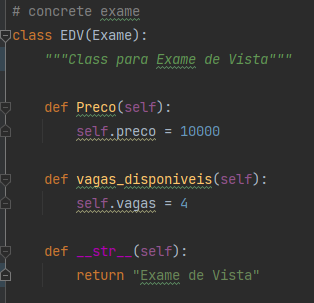 # concrete exame
class EDV(Exame):
"""Class para Exame de Vista"""
def Preco(self):
self.preco = 10000
def vagas_disponiveis(self):
self.vagas = 4
def __str__(self):
return "Exame de Vista"